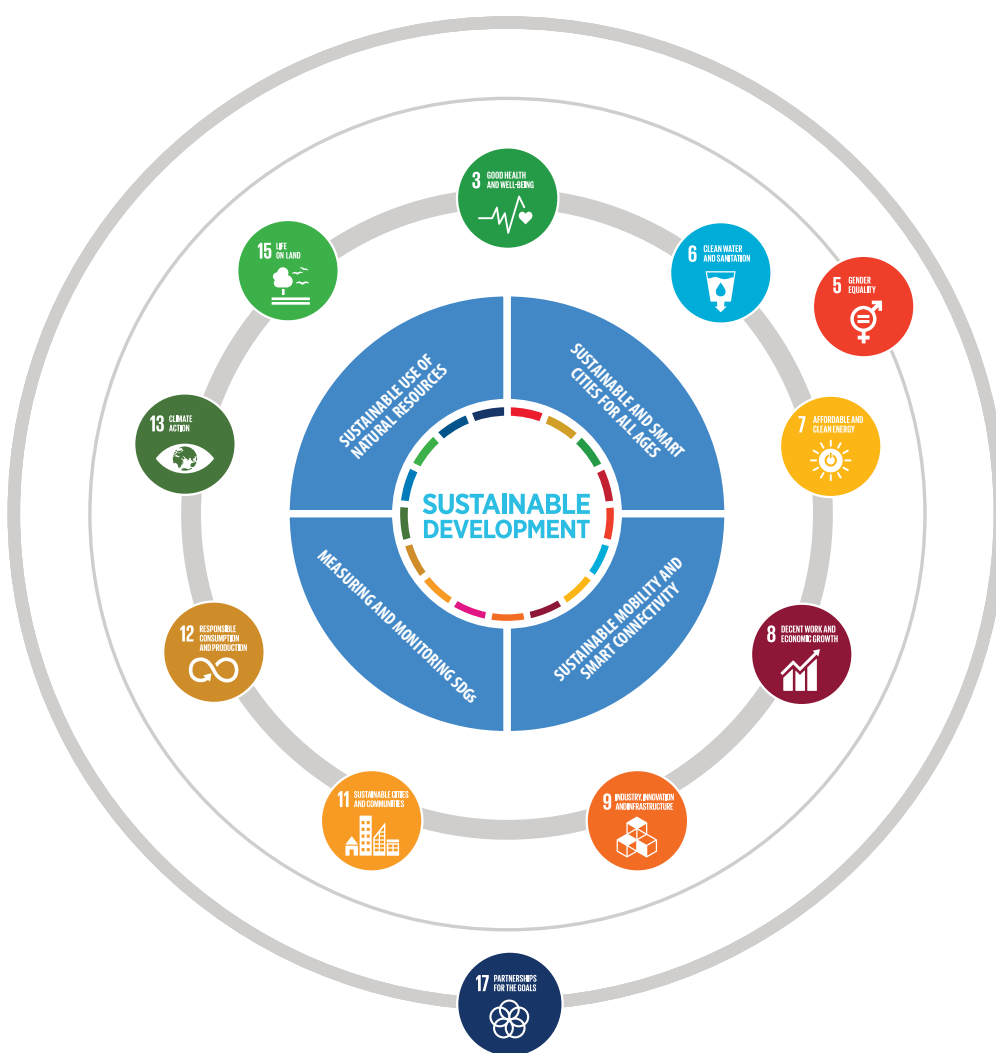 3 GOOD HEALTH
AND WELL-BEING
6 CLEAN WATER
AND SANITATION
5 GENDER
EQUALITY
7 AFFORDABLE AND
CLEAN ENERGY
8 DECENT WORK AND
ECONOMIC GROWTH
9 INDUSTRY, INNOVATION
AND INFRASTRUCTURE
17 PARTNERSHIPS
FOR THE GOALS
11 SUSTAINABLE CITIES
AND COMMUNITIES
12 RESPONSIBLE
CONSUMPTION
AND PRODUCTION
13 CLIMATE
ACTION
15 LIFE
ON LAND
SUSTAINABLE USE OF
NATURAL RESOURCES
SUSTAINABLE AND SMART
CITIES FOR ALL AGES
SUSTAINABLE MOBILITY AND
SMART CONNECTIVITY
MEASURING AND MONITORING SDGs
SUSTAINABLE
DEVELOPMENT